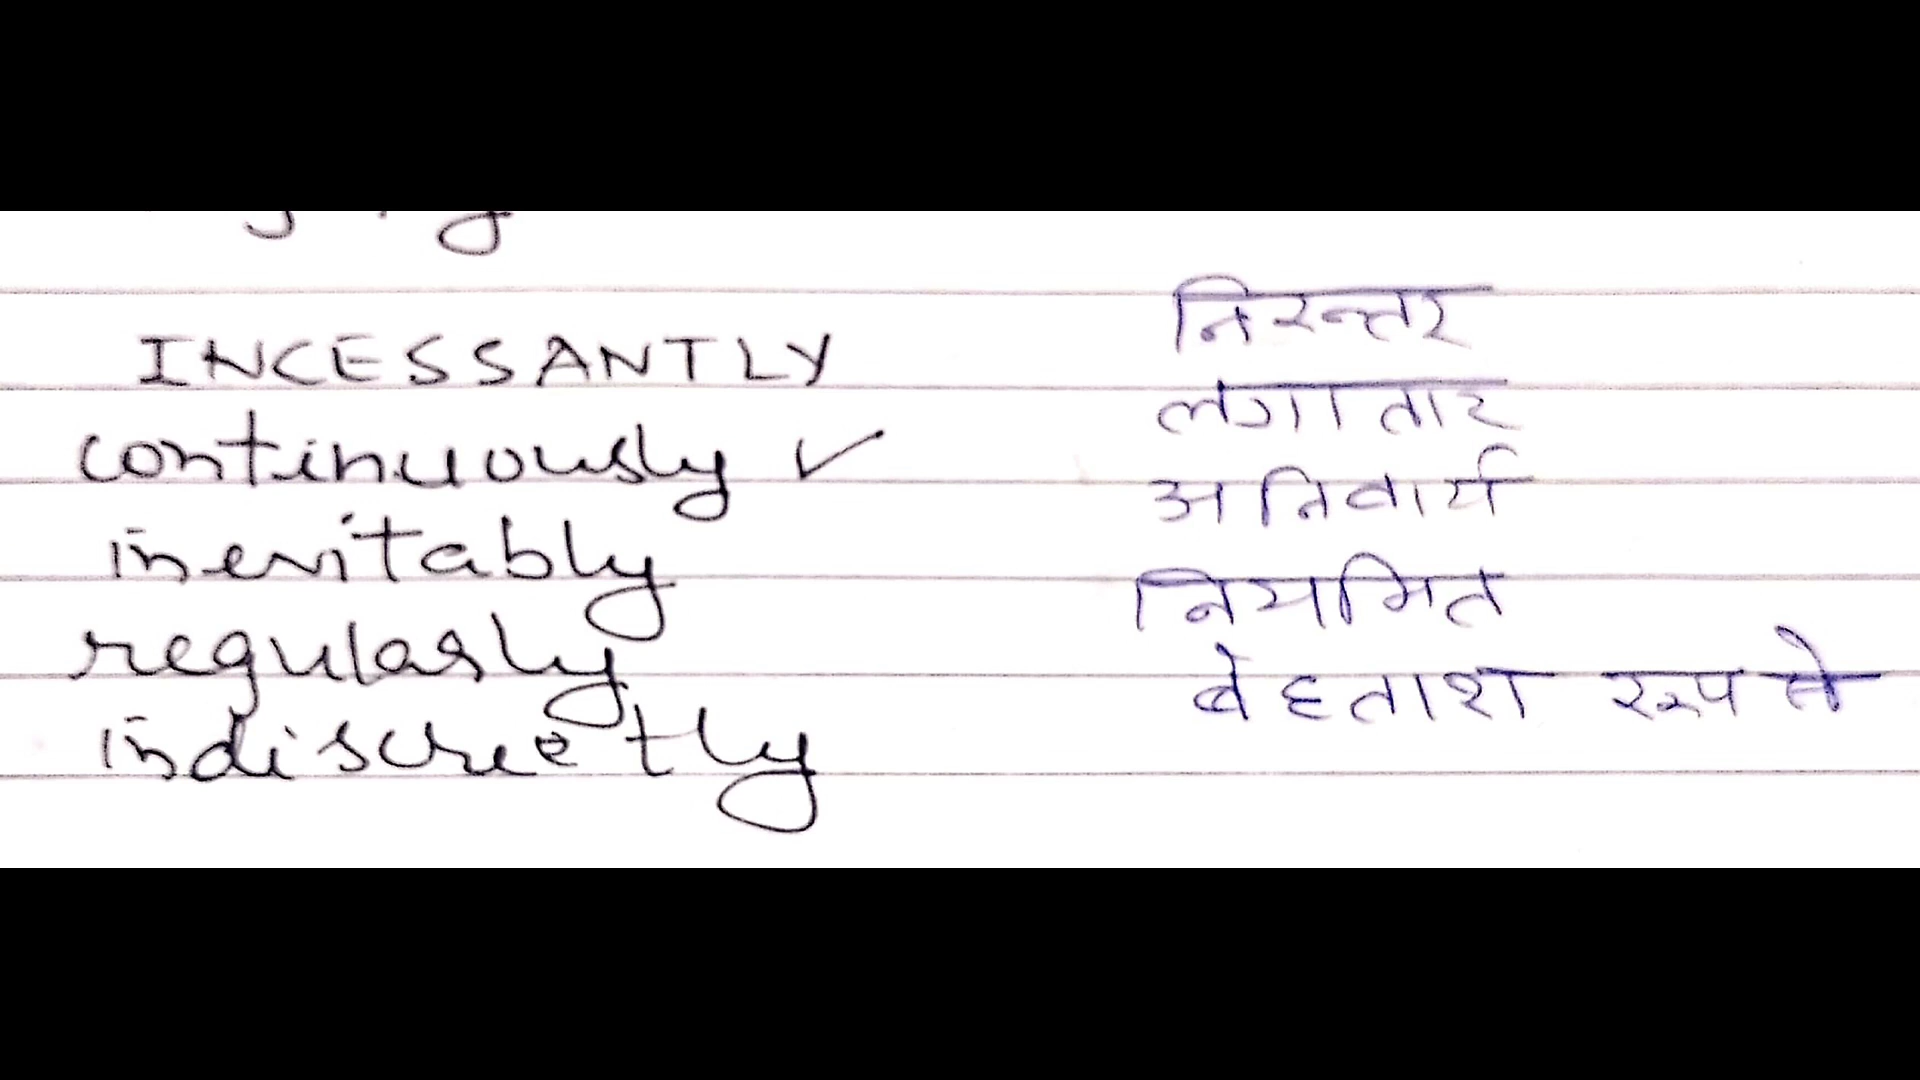 INCESSANTLY निरन्तर
continuously ✓ लगातार
inevitably अनिवार्य
regularly नियमित
indiscreetly बेहताश रूप से